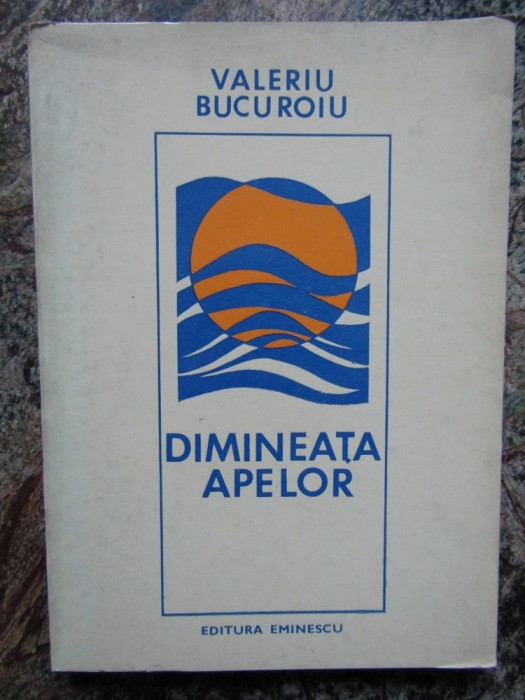 VALERIU
BUCUROIU
DIMINEAȚA
APELOR
EDITURA EMINESCU